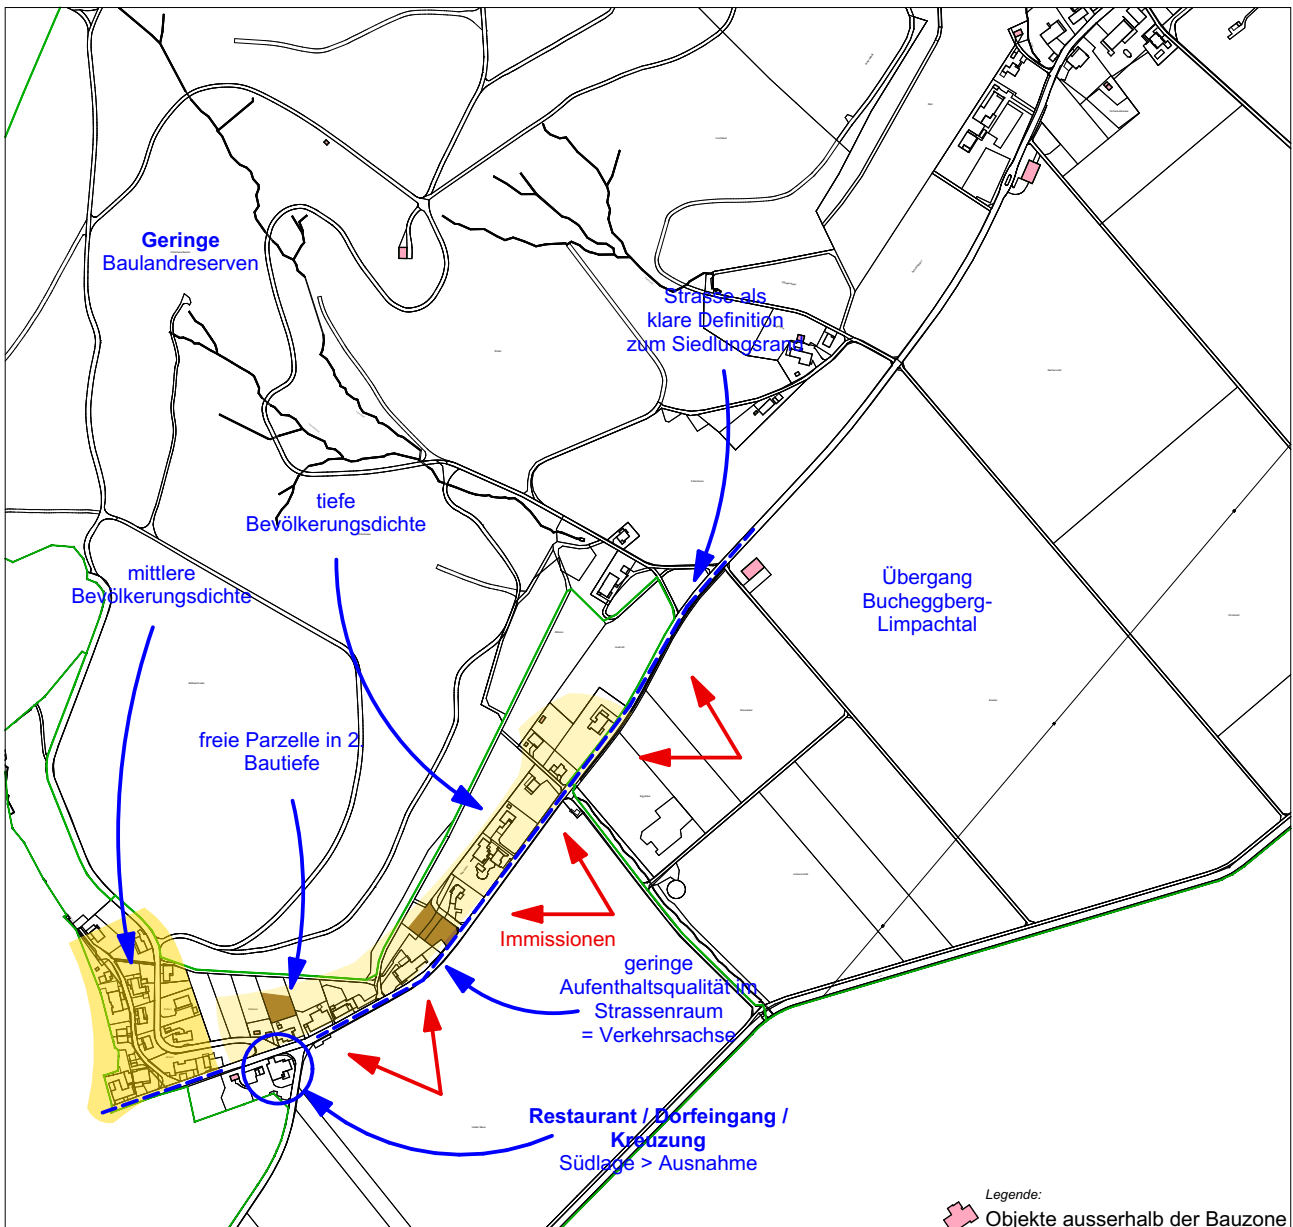 Geringe
Baulandreserven
Strasse als
klare Definition
zum Siedlungsrand
tiefe
Bevölkerungsdichte
mittlere
Bevölkerungsdichte
Übergang
Bucheggberg-
Limpachtal
freie Parzelle in 2.
Bautiefe
Immissionen
geringe
Aufenthaltsqualität im
Strassenraum
= Verkehrsachse
Restaurant / Dorfeingang /
Kreuzung
Südlage > Ausnahme
Legende:
Objekte ausserhalb der Bauzone